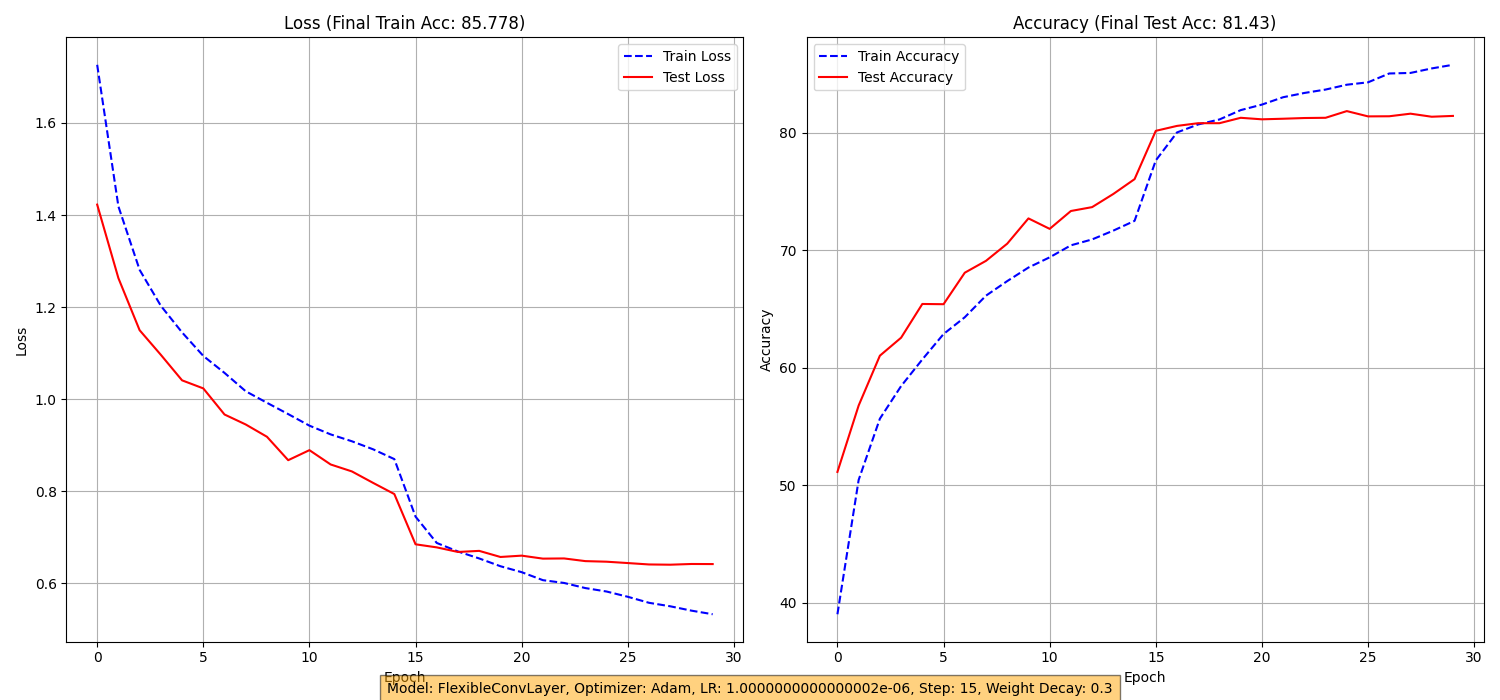 Loss (Final Train Acc: 85.778)
Train Loss
Test Loss
1.6
1.4
1.2
1.0
0.8
0.6
Loss
0 5 10 15 20 25 30
Epoch
Accuracy (Final Test Acc: 81.43)
Train Accuracy
Test Accuracy
80
70
60
50
40
Accuracy
0 5 10 15 20 25 30
Epoch
Model: FlexibleConvLayer, Optimizer: Adam, LR: 1.0000000000000002e-06, Step: 15, Weight Decay: 0.3